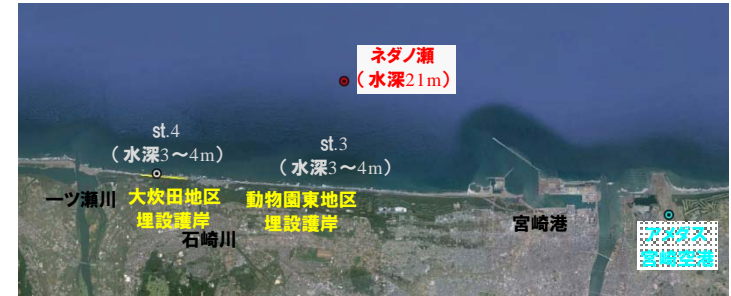 ネダノ瀬
(水深21m)
st.4
(水深3～4m)
st.3
(水深3～4m)
一ツ瀬川
大炊田地区
埋設護岸
動物園東地区
埋設護岸
石崎川
宮崎港
アメダス
宮崎空港